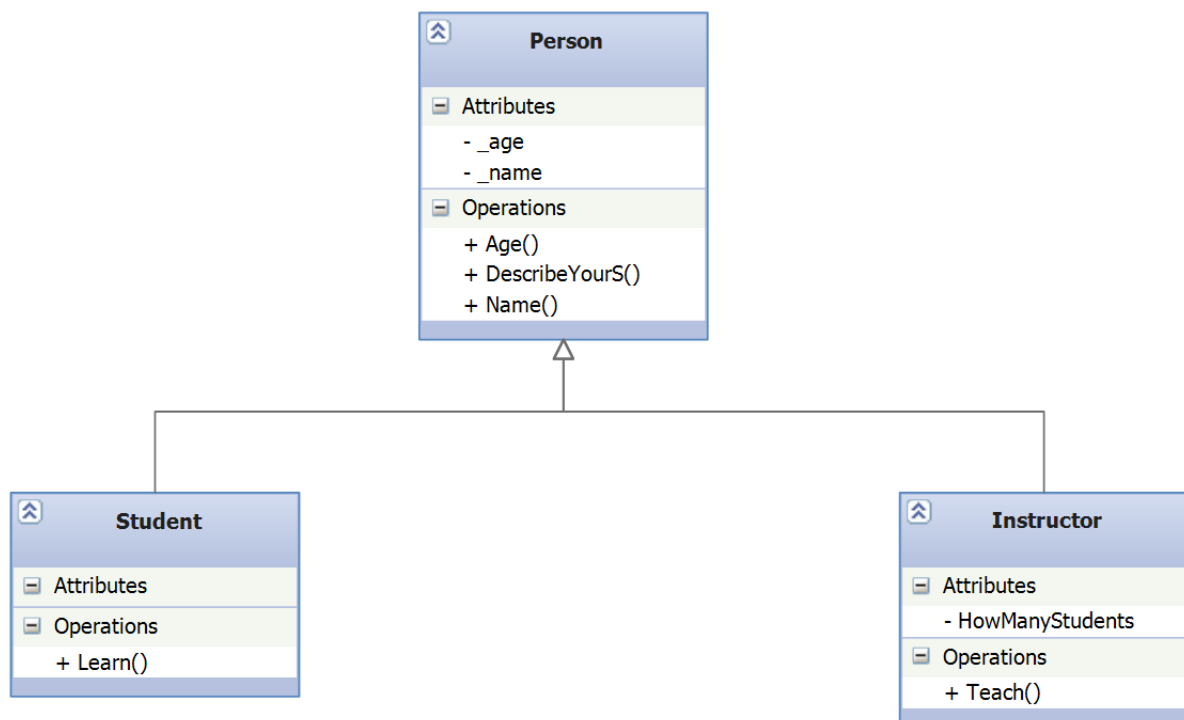 Person
Attributes
- _age
- _name
Operations
+ Age()
+ DescribeYourS()
+ Name()
Student
Attributes
Operations
+ Learn()
Instructor
Attributes
- HowManyStudents
Operations
+ Teach()